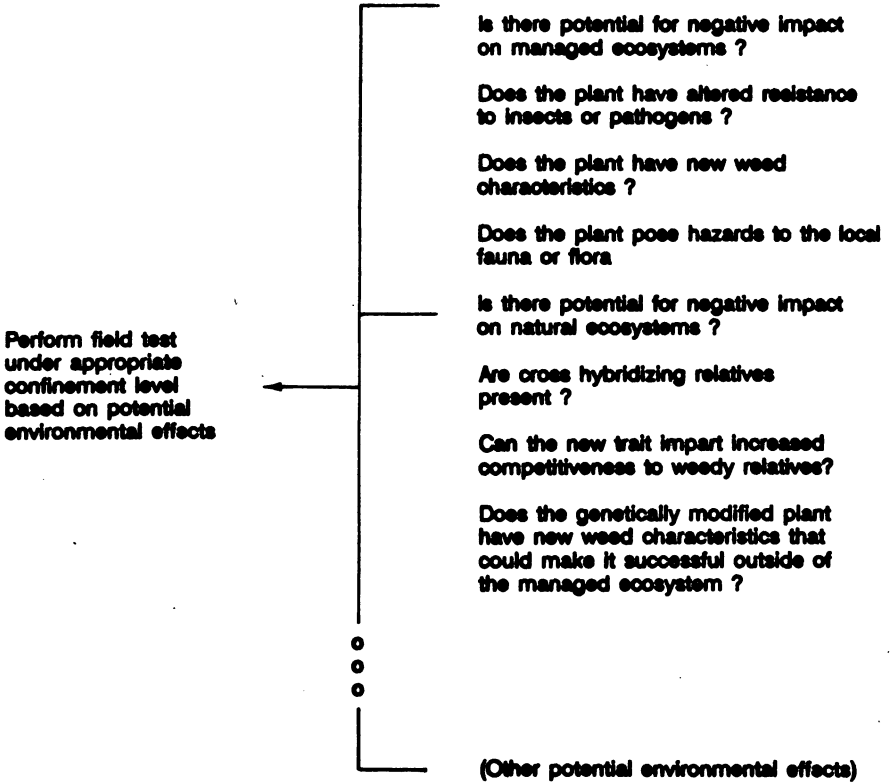 Is there potential for negative impact
on managed ecosystems ?
Does the plant have altered resistance
to insects or pathogens ?
Does the plant have new weed
characteristics ?
Does the plant pose hazards to the local
fauna or flora
Is there potential for negative impact
on natural ecosystems ?
Perform field test
under appropriate
confinement level
based on potential
environmental effects
Are cross hybridizing relatives
present ?
Can the new trait impart increased
competitiveness to weedy relatives?
Does the genetically modified plant
have new weed characteristics that
could make it successful outside of
the managed ecosystem ?
(Other potential environmental effects)